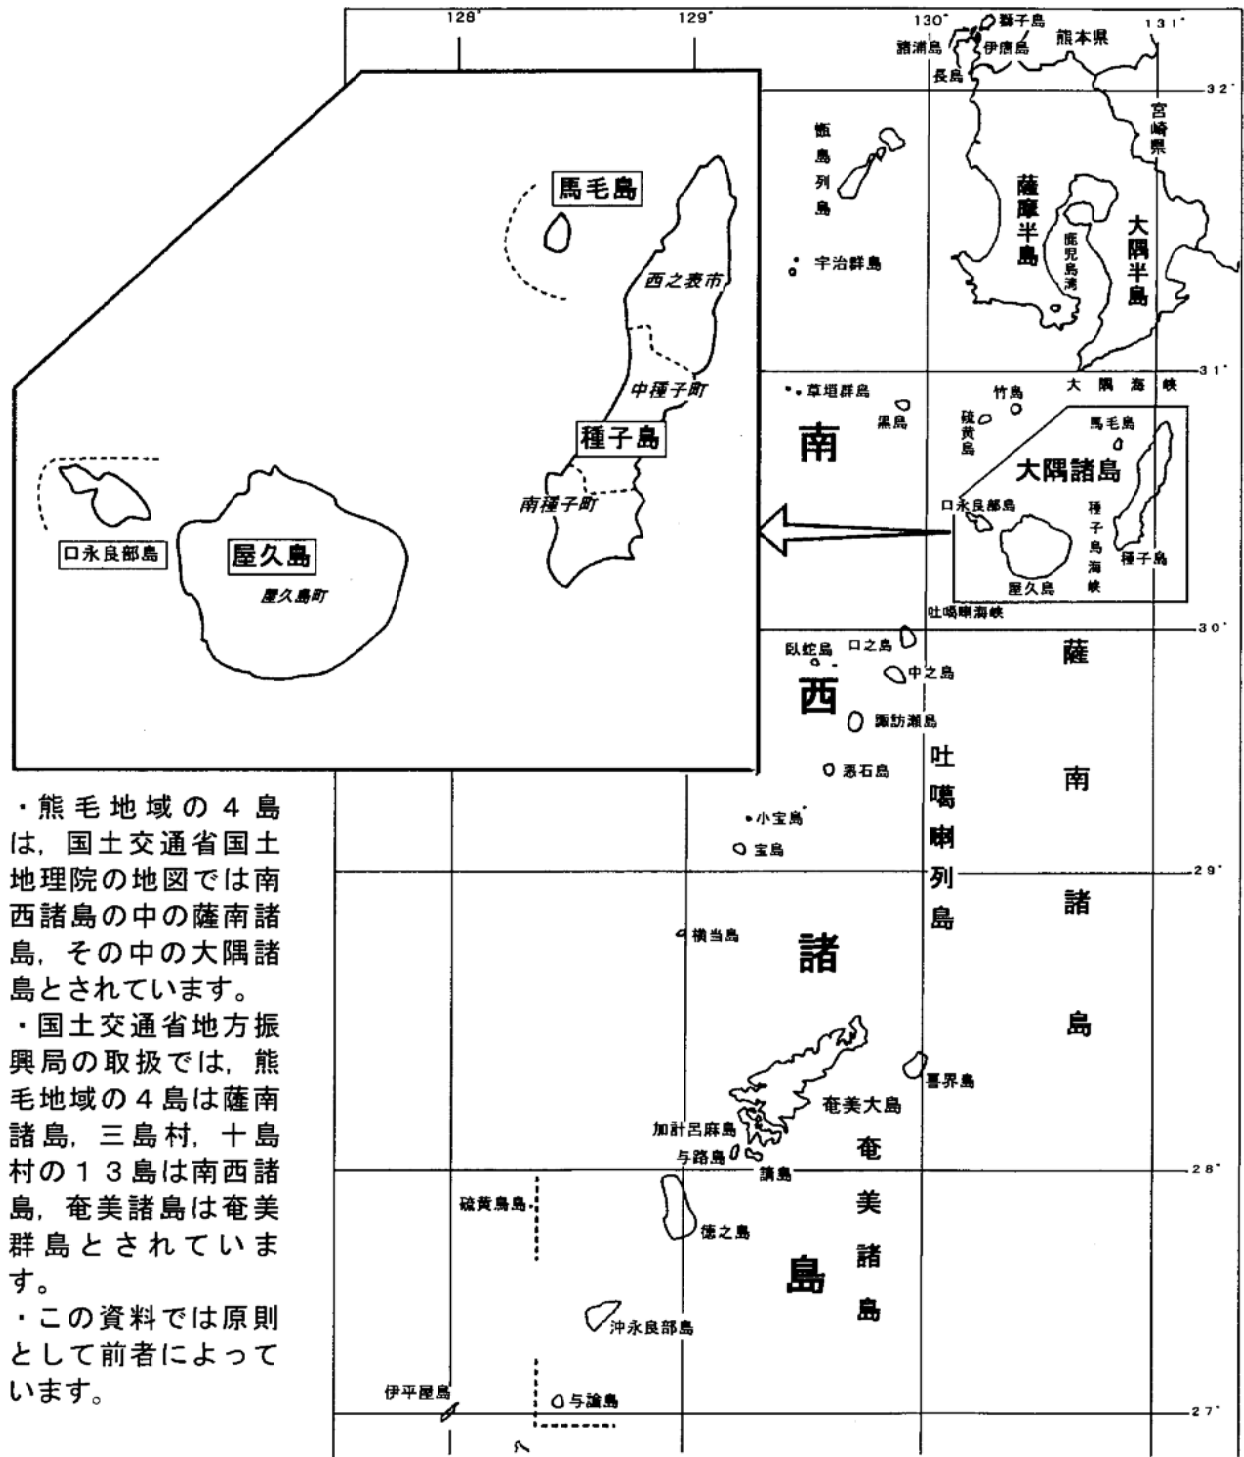 128°
129°
130°
131°
獅子島
諸浦島
伊唐島
熊本県
長島
32°
宮崎県
甑島列島
薩摩半島
鹿児島湾
大隅半島
宇治群島
31°
大隅海峡
草垣群島
黒島
竹島
硫黄島
馬毛島
大隅諸島
口永良部島
種子島海峡
種子島
屋久島
吐噶喇海峡
30°
馬毛島
西之表市
中種子町
種子島
南種子町
口永良部島
屋久島
屋久島町
南西諸島
薩南諸島
臥蛇島
口之島
中之島
諏訪瀬島
悪石島
吐噶喇列島
小宝島
宝島
29°
横当島
奄美大島
喜界島
加計呂麻島
与路島
請島
28°
奄美諸島
硫黄鳥島
徳之島
沖永良部島
伊平屋島
与論島
27°
・熊毛地域の4島
は，国土交通省国土
地理院の地図では南
西諸島の中の薩南諸
島，その中の大隅諸
島とされています。
・国土交通省地方振
興局の取扱では，熊
毛地域の4島は薩南
諸島，三島村，十島
村の13島は南西諸
島，奄美諸島は奄美
群島とされていま
す。
・この資料では原則
として前者によって
います。